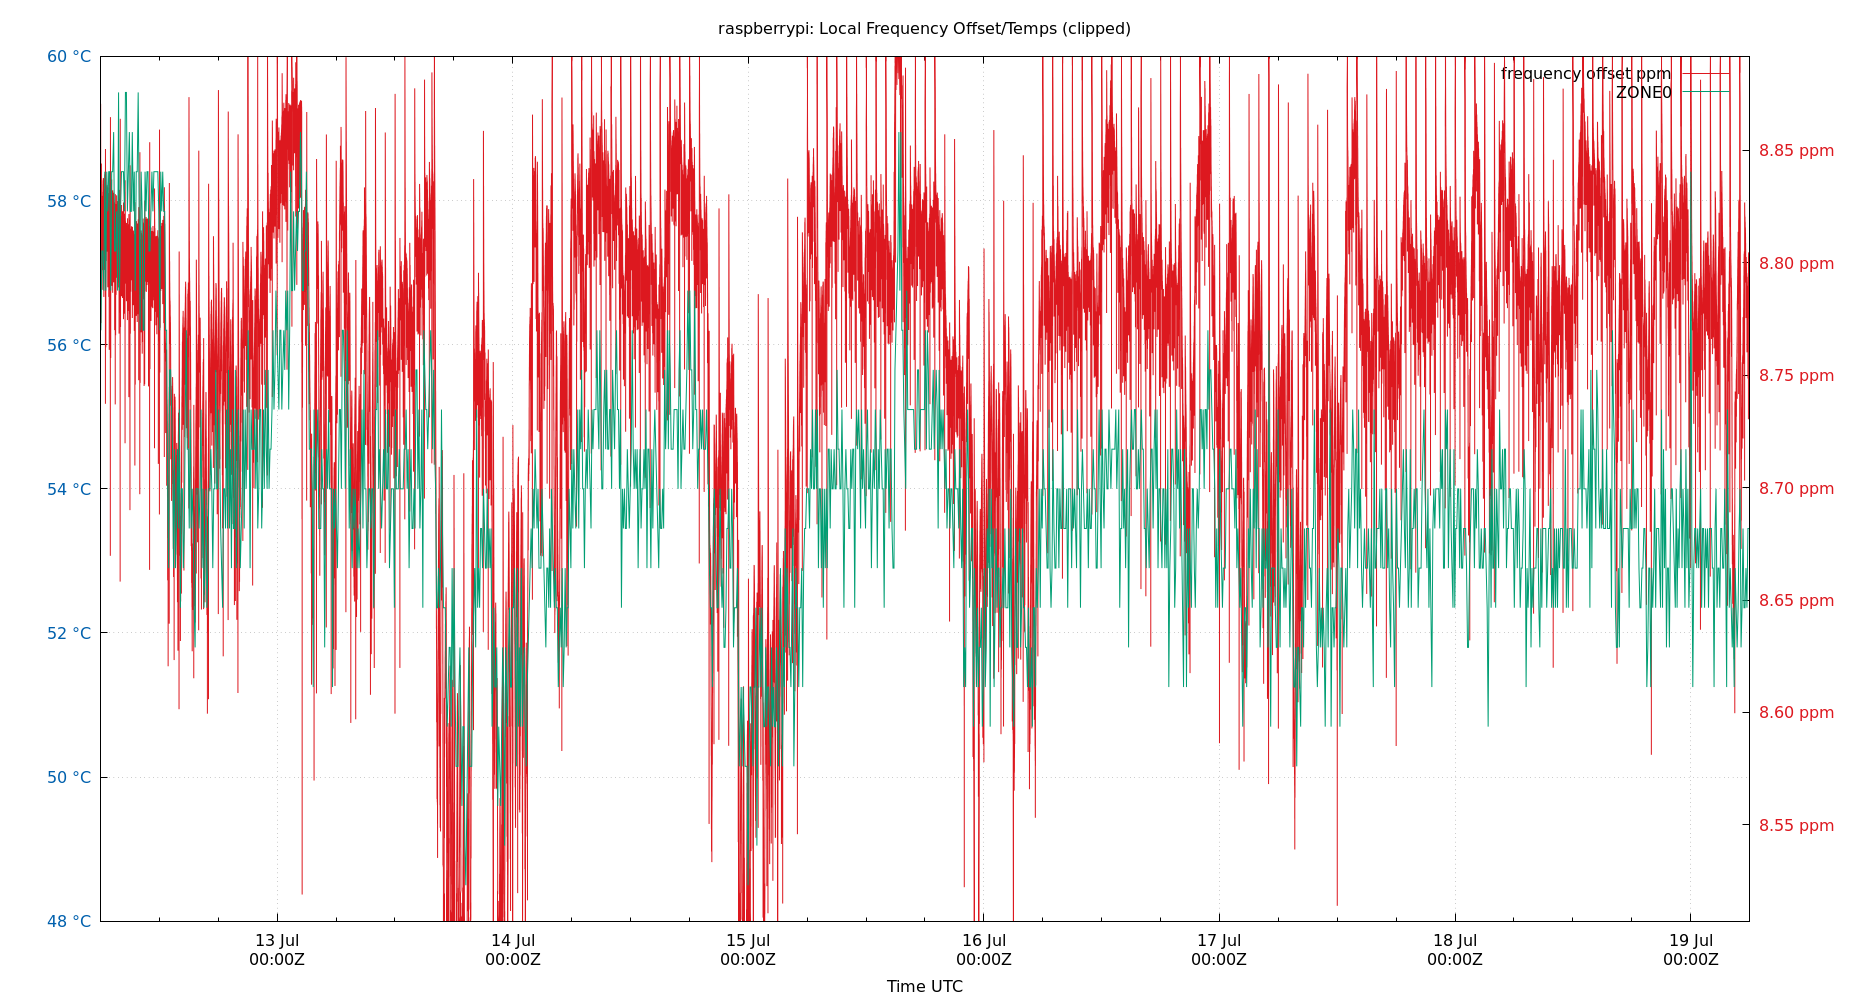 raspberrypi: Local Frequency Offset/Temps (clipped)
60 °C
58 °C
56 °C
54 °C
52 °C
50 °C
48 °C
frequency offset ppm
ZONE0
8.85 ppm
8.80 ppm
8.75 ppm
8.70 ppm
8.65 ppm
8.60 ppm
8.55 ppm
13 Jul
00:00Z
14 Jul
00:00Z
15 Jul
00:00Z
16 Jul
00:00Z
17 Jul
00:00Z
18 Jul
00:00Z
19 Jul
00:00Z
Time UTC